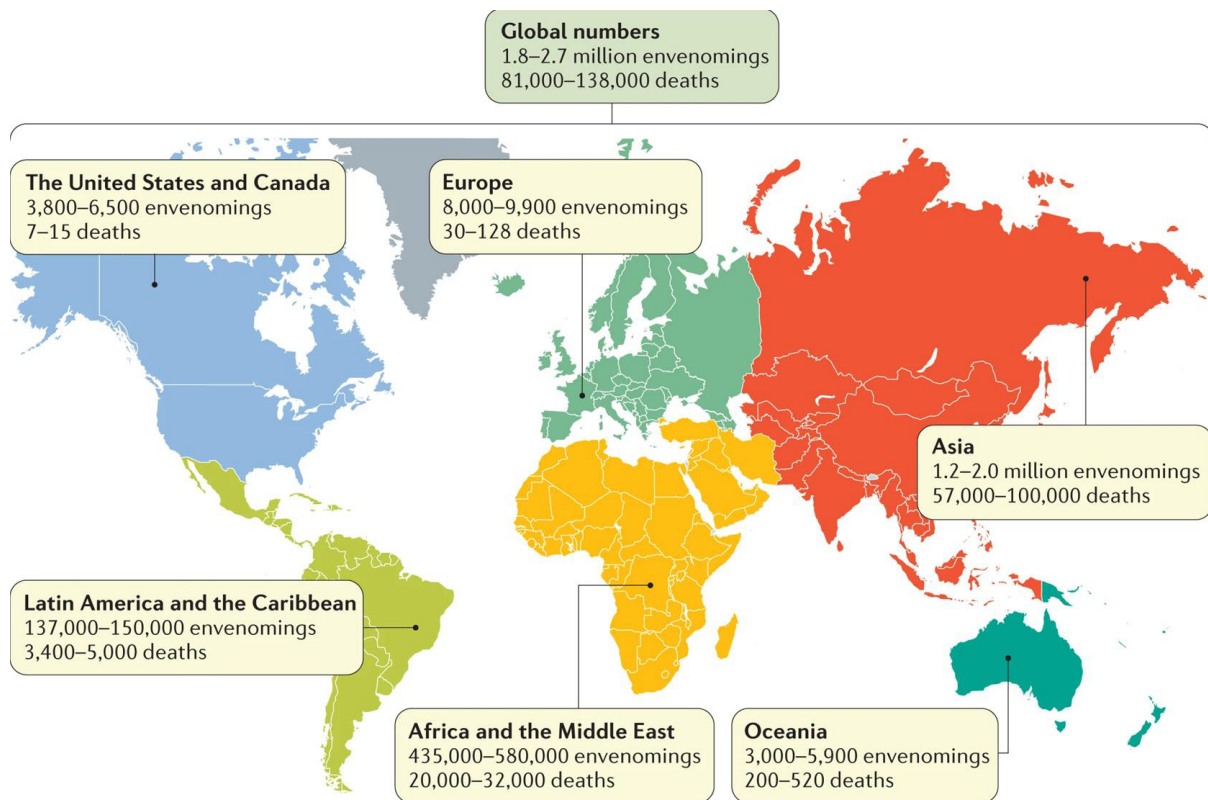 Global numbers
1.8–2.7 million envenomings
81,000–138,000 deaths
The United States and Canada
3,800–6,500 envenomings
7–15 deaths
Europe
8,000–9,900 envenomings
30–128 deaths
Asia
1.2–2.0 million envenomings
57,000–100,000 deaths
Latin America and the Caribbean
137,000–150,000 envenomings
3,400–5,000 deaths
Africa and the Middle East
435,000–580,000 envenomings
20,000–32,000 deaths
Oceania
3,000–5,900 envenomings
200–520 deaths